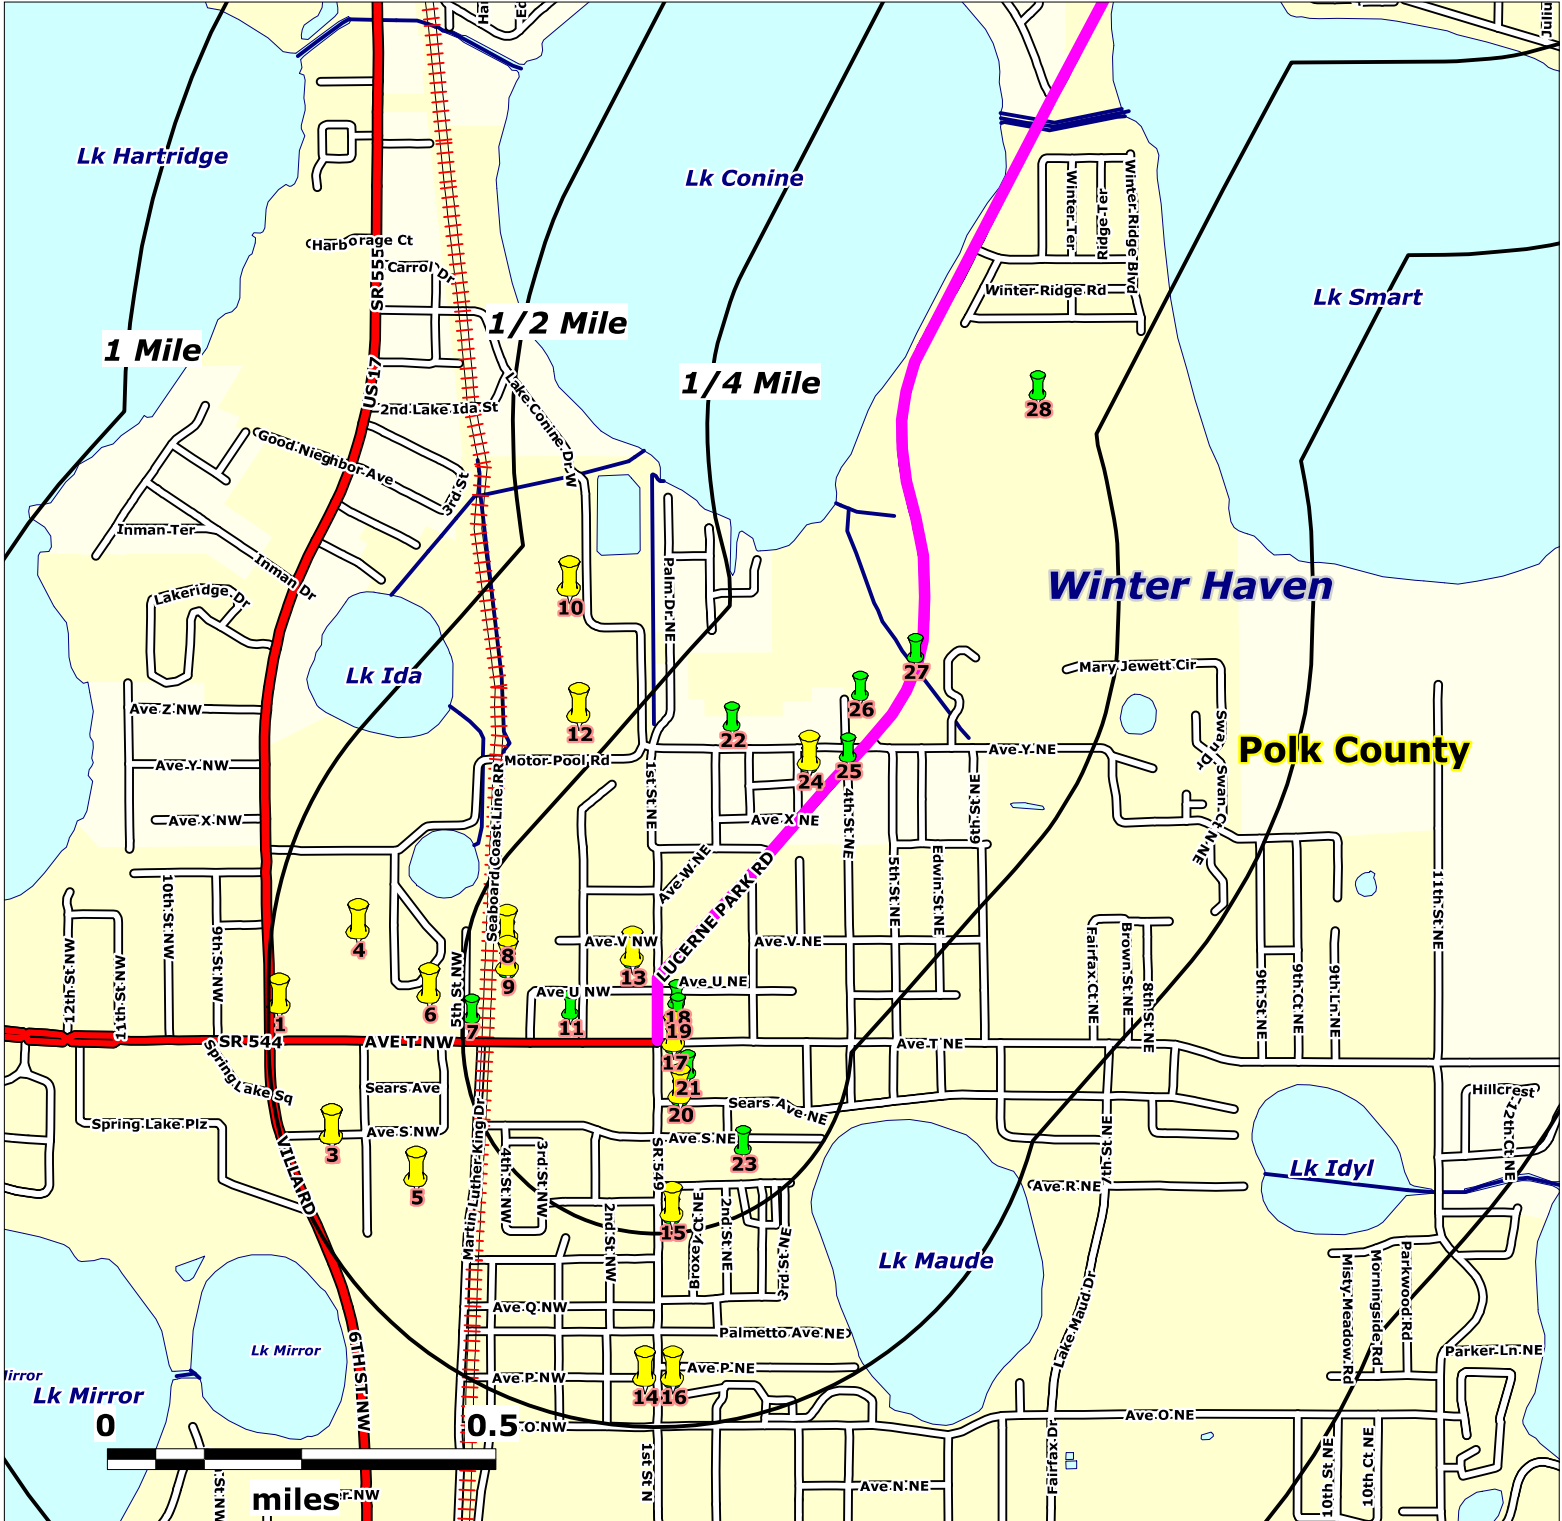 Lk Hartridge
Lk Conine
Winter Ter
Ridge Ter
Winter Ridge Blvd
Harborage Ct
SR 555
Carrol Dr
Winter Ridge Rd
Lk Smart
1 Mile
1/2 Mile
1/4 Mile
US 17
2nd Lake Ida St
Lake Conine Dr W
28
Good Nieghbor Ave
3rd St
Inman Ter
Inman Dr
Lakeridge Dr
10
Palm Dr NE
Winter Haven
Lk Ida
27
Mary Jewett Cir
26
Ave Z NW
12
22
Swan Dr
Polk County
Ave Y NW
Motor Pool Rd
24
25
Ave Y NE
Swan Ct NE
1st St NE
4th St NE
6th St NE
Ave X NW
Ave X NE
Seaboard Coast Line RR
Ave W NE
LUCERNE PARK RD
5th St NE
Edwin St NE
11th St NE
10th St NW
9th St NW
12th St NW
11th St NW
4
5th St NW
8
9
Ave V NW
13
Ave V NE
Fairfax Ct NE
Brown St NE
8th St NE
9th St NE
9th Ct NE
9th Ln NE
1
6
7
Ave U NW
11
Ave U NE
18
19
SR 544
AVE T NW
17
Ave T NE
Spring Lake Sq
Sears Ave
21
20
Sears Ave NE
Hillcrest
12th Ct NE
Spring Lake Plz
3
Ave S NW
Ave S NE
23
5
VILLA RD
Martin Luther King Dr
4th St NW
3rd St NW
SR 549
7th St NE
Lk Idyl
Ave R NE
15
2nd St NW
Broxey Ct NE
2nd St NE
3rd St NE
Lk Maude
Lake Maud Dr
Misty Meadow Rd
Morningside Rd
Parkwood Rd
Ave Q NW
Palmetto Ave NE
Lk Mirror
6TH ST NW
Parker Ln NE
Lk Mirror
Ave P NW
14
16
Ave P NE
0
0.5
O NW
Ave O NE
1st St N
Fairfax Dr
Ave N NE
10th St NE
10th Ct NE
miles